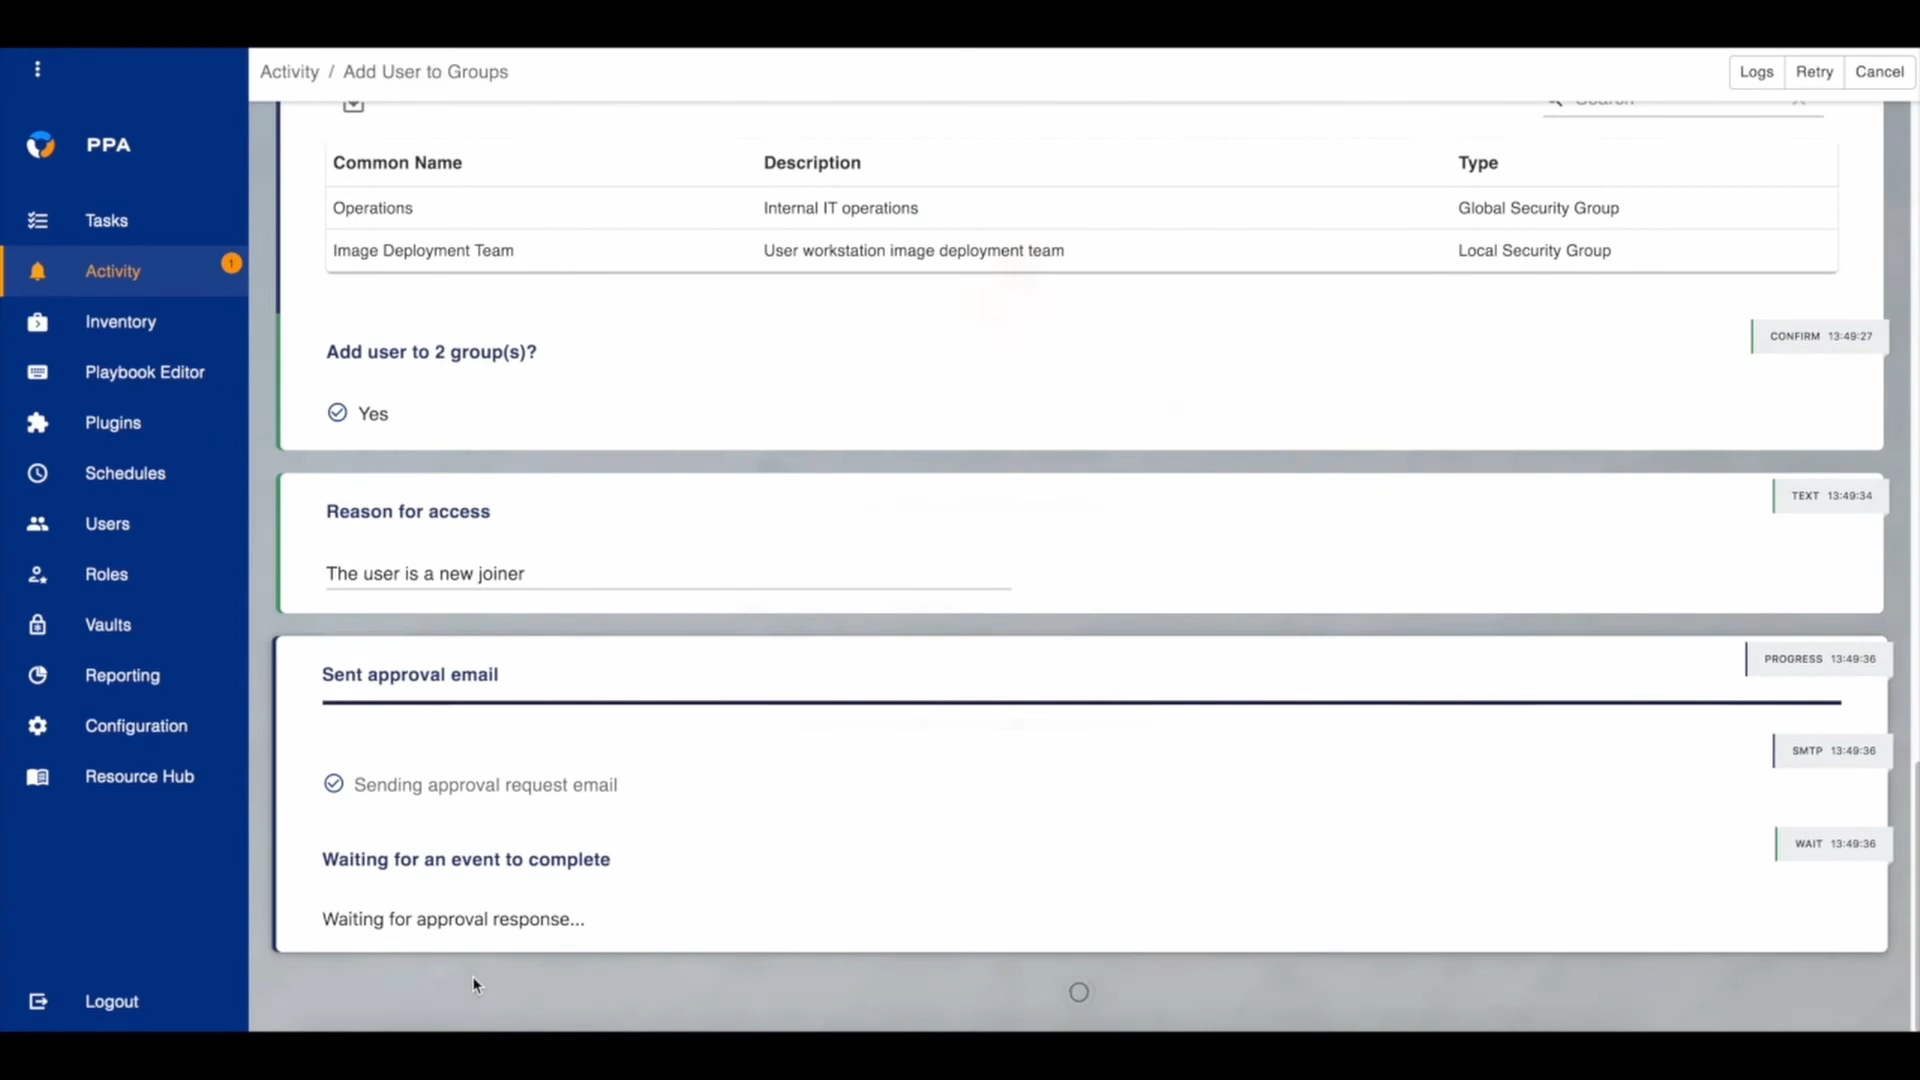 Activity / Add User to Groups
Logs
Retry
Cancel
PPA
Tasks
Activity
1
Inventory
Playbook Editor
Plugins
Schedules
Users
Roles
Vaults
Reporting
Configuration
Resource Hub
Logout
Search
Common Name Description Type
Operations Internal IT operations Global Security Group
Image Deployment Team User workstation image deployment team Local Security Group
CONFIRM 13:49:27
Add user to 2 group(s)?
Yes
TEXT 13:49:34
Reason for access
The user is a new joiner
PROGRESS 13:49:36
Sent approval email
SMTP 13:49:36
Sending approval request email
WAIT 13:49:36
Waiting for an event to complete
Waiting for approval response...